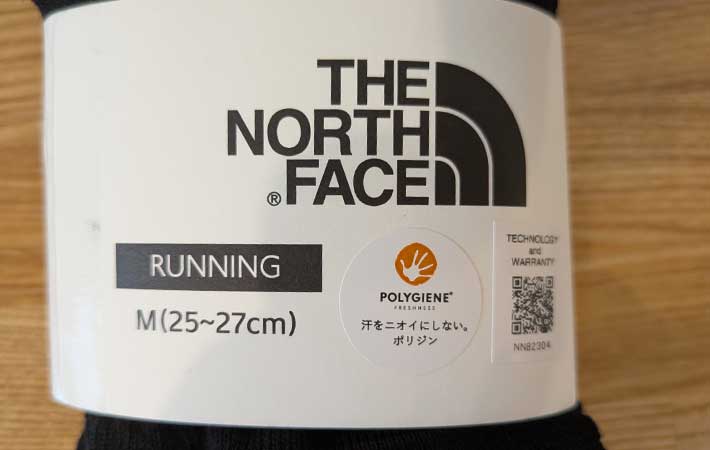 THE
NORTH
®FACE
RUNNING
M(25~27cm)
POLYGIENE®
FRESHNESS
汗をニオイにしない。
ポリジン
TECHNOLOGY
and
WARRANTY
NN82304